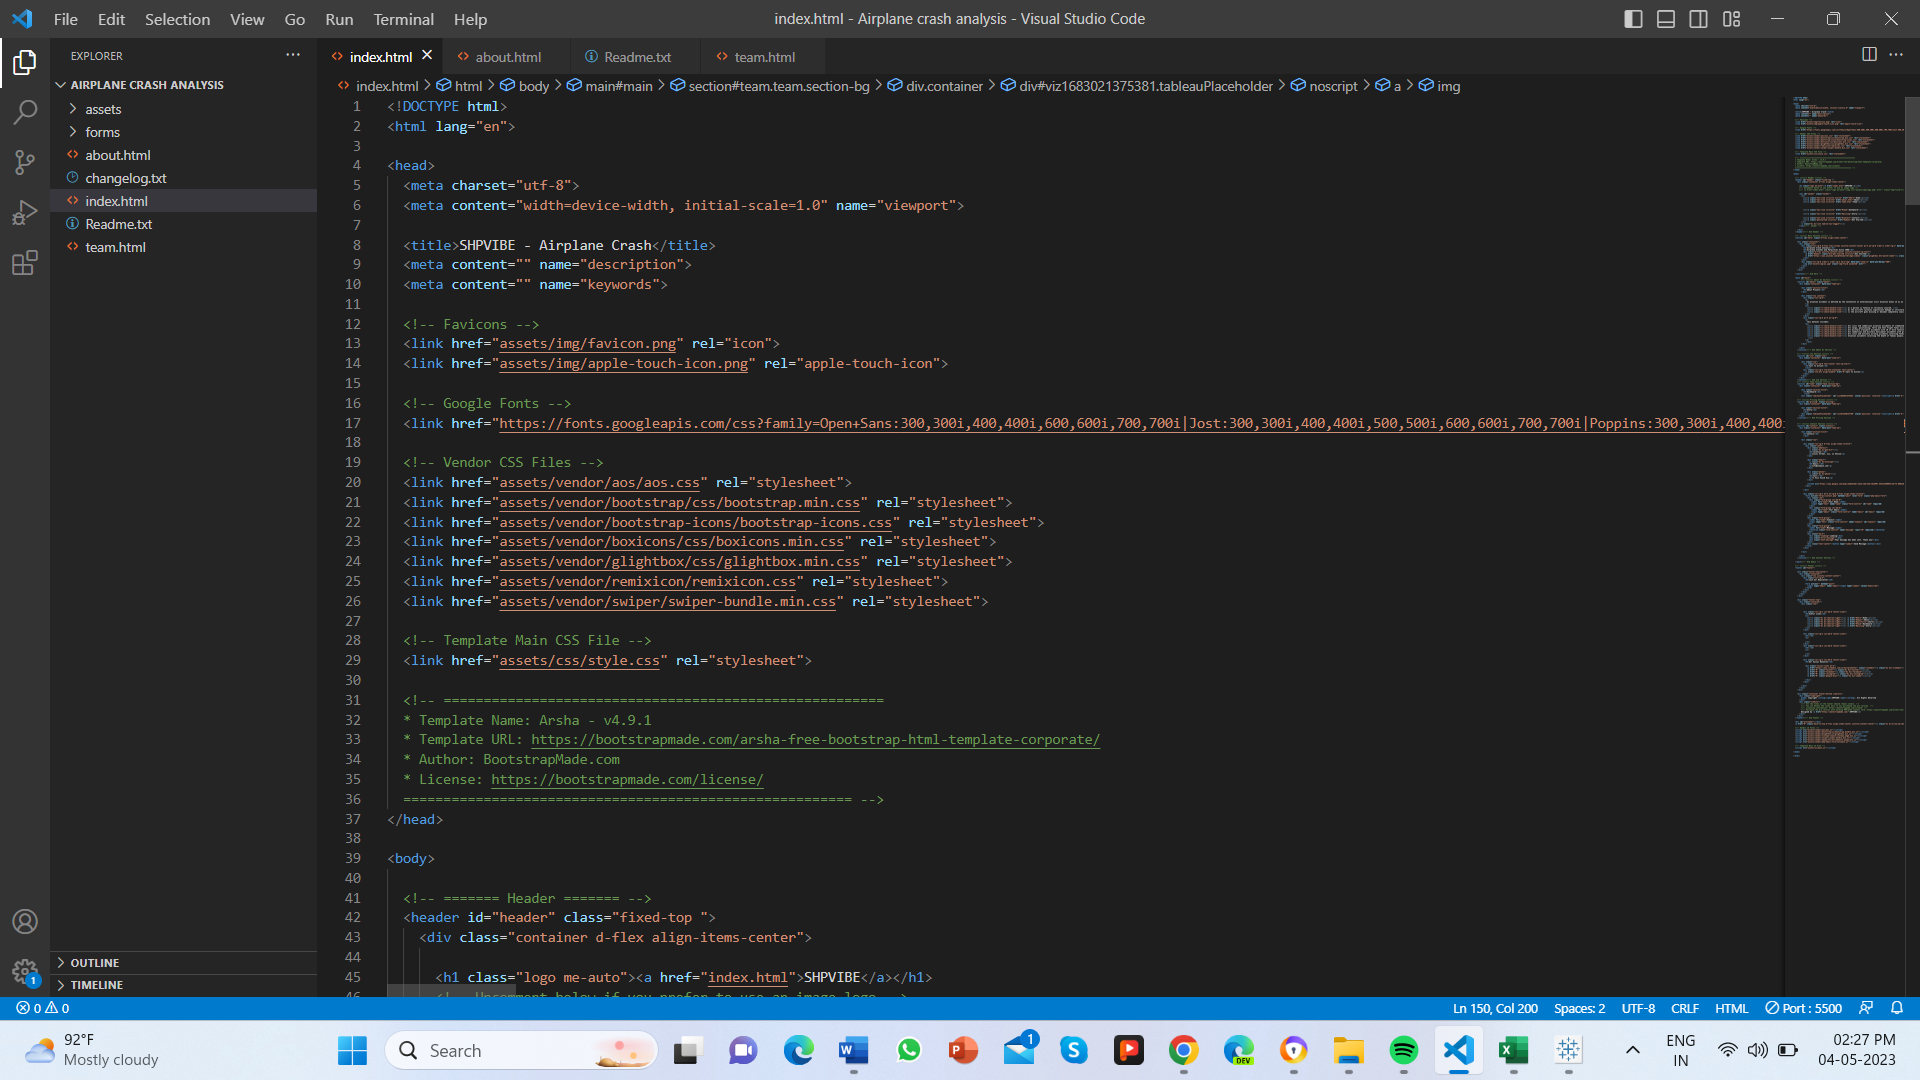 File Edit Selection View Go Run Terminal Help
index.html - Airplane crash analysis - Visual Studio Code
EXPLORER
AIRPLANE CRASH ANALYSIS
assets
forms
about.html
changelog.txt
index.html
Readme.txt
team.html
OUTLINE
TIMELINE
index.html about.html Readme.txt team.html
index.html > html > body > main#main > section#team.team.section-bg > div.container > div#viz1683021375381.tableauPlaceholder > noscript > a > img
1 <!DOCTYPE html>
2 <html lang="en">
3
4 <head>
5 <meta charset="utf-8">
6 <meta content="width=device-width, initial-scale=1.0" name="viewport">
7
8 <title>SHPVIBE - Airplane Crash</title>
9 <meta content="" name="description">
10 <meta content="" name="keywords">
11
12 <!-- Favicons -->
13 <link href="assets/img/favicon.png" rel="icon">
14 <link href="assets/img/apple-touch-icon.png" rel="apple-touch-icon">
15
16 <!-- Google Fonts -->
17 <link href="https://fonts.googleapis.com/css?family=Open+Sans:300,300i,400,400i,600,600i,700,700i|Jost:300,300i,400,400i,500,500i,600,600i,700,700i|Poppins:300,300i,400,400
18
19 <!-- Vendor CSS Files -->
20 <link href="assets/vendor/aos/aos.css" rel="stylesheet">
21 <link href="assets/vendor/bootstrap/css/bootstrap.min.css" rel="stylesheet">
22 <link href="assets/vendor/bootstrap-icons/bootstrap-icons.css" rel="stylesheet">
23 <link href="assets/vendor/boxicons/css/boxicons.min.css" rel="stylesheet">
24 <link href="assets/vendor/glightbox/css/glightbox.min.css" rel="stylesheet">
25 <link href="assets/vendor/remixicon/remixicon.css" rel="stylesheet">
26 <link href="assets/vendor/swiper/swiper-bundle.min.css" rel="stylesheet">
27
28 <!-- Template Main CSS File -->
29 <link href="assets/css/style.css" rel="stylesheet">
30
31 <!-- =======================================================
32 * Template Name: Arsha - v4.9.1
33 * Template URL: https://bootstrapmade.com/arsha-free-bootstrap-html-template-corporate/
34 * Author: BootstrapMade.com
35 * License: https://bootstrapmade.com/license/
36 ======================================================== -->
37 </head>
38
39 <body>
40
41 <!-- ======= Header ======= -->
42 <header id="header" class="fixed-top ">
43 <div class="container d-flex align-items-center">
44
45 <h1 class="logo me-auto"><a href="index.html">SHPVIBE</a></h1>
46 <!-- Uncomment below if you prefer to use an image logo -->
0 0
Ln 150, Col 200 Spaces: 2 UTF-8 CRLF HTML Port : 5500
1
92°F
Mostly cloudy
Search
1
DEV
ENG
IN
02:27 PM
04-05-2023